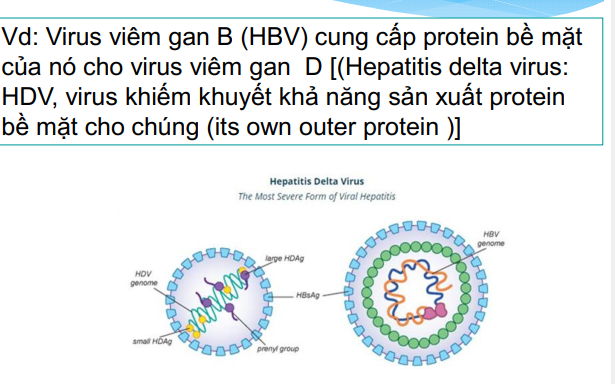 Vd: Virus viêm gan B (HBV) cung cấp protein bề mặt
của nó cho virus viêm gan  D [(Hepatitis delta virus:
HDV, virus khiếm khuyết khả năng sản xuất protein
bề mặt cho chúng (its own outer protein )]
Hepatitis Delta Virus
The Most Severe Form of Viral Hepatitis
HDV
genome
large HDAg
HBsAg
small HDAg
prenyl group
HBV
genome